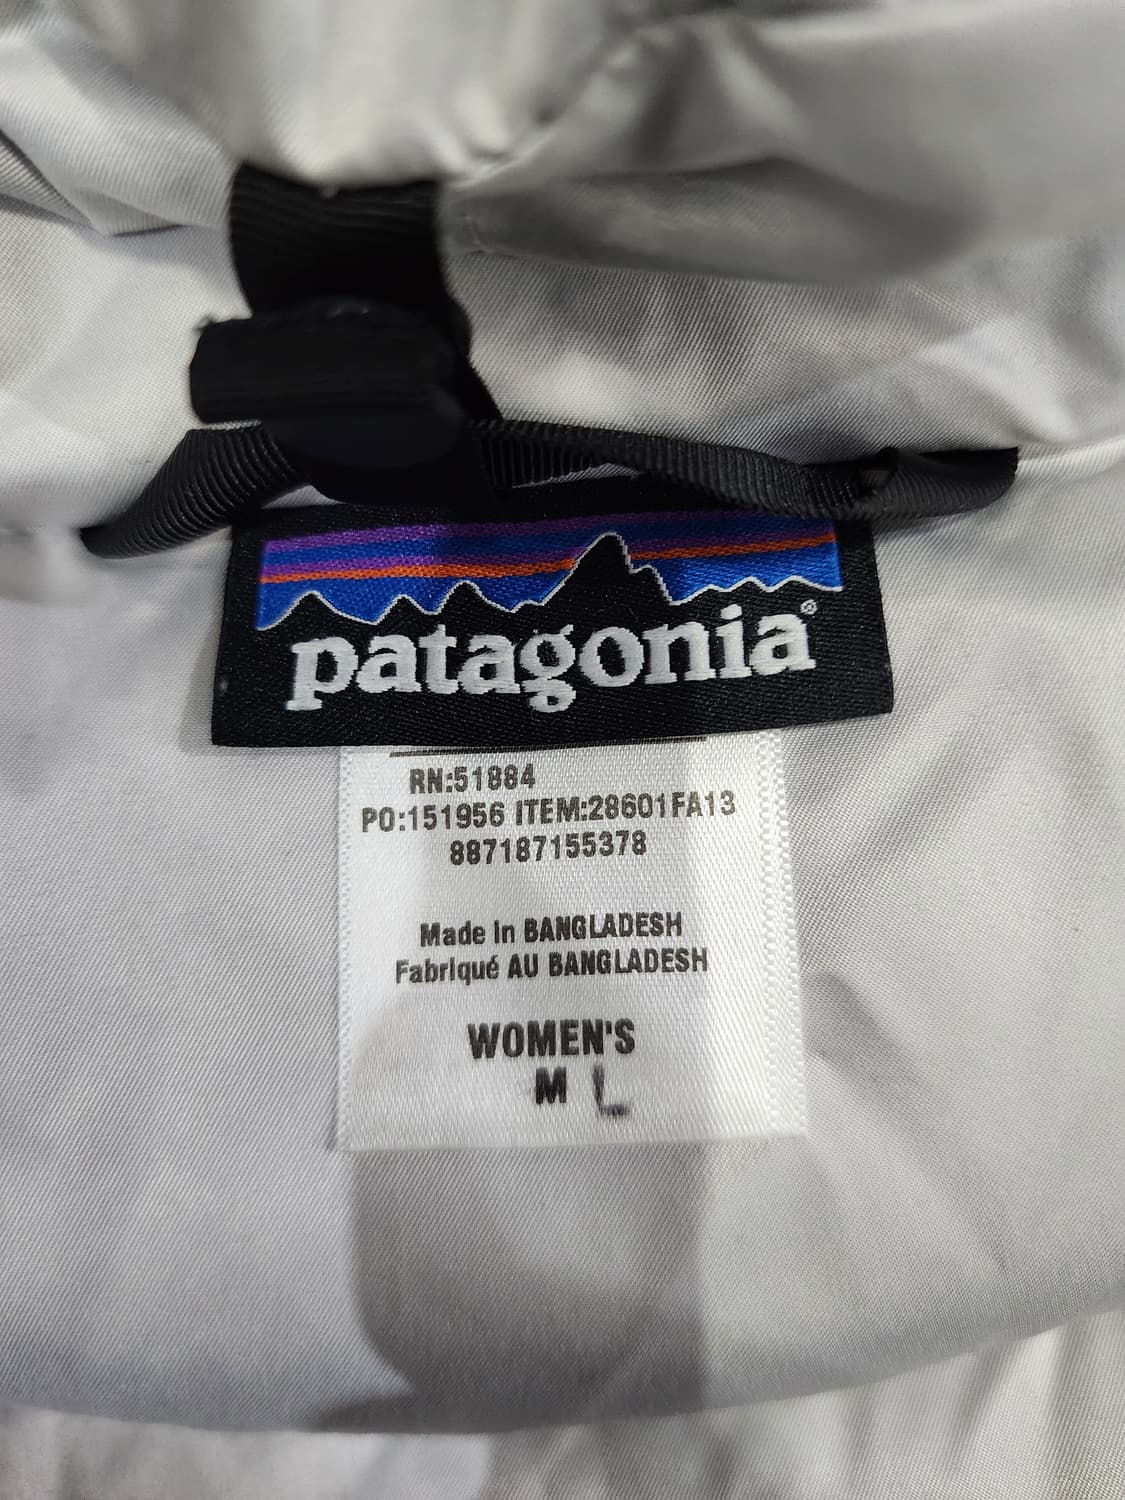 patagonia®
RN:51884
PO:151956 ITEM:28601FA13
887187155378
Made in BANGLADESH
Fabriqué AU BANGLADESH
WOMEN'S
M L